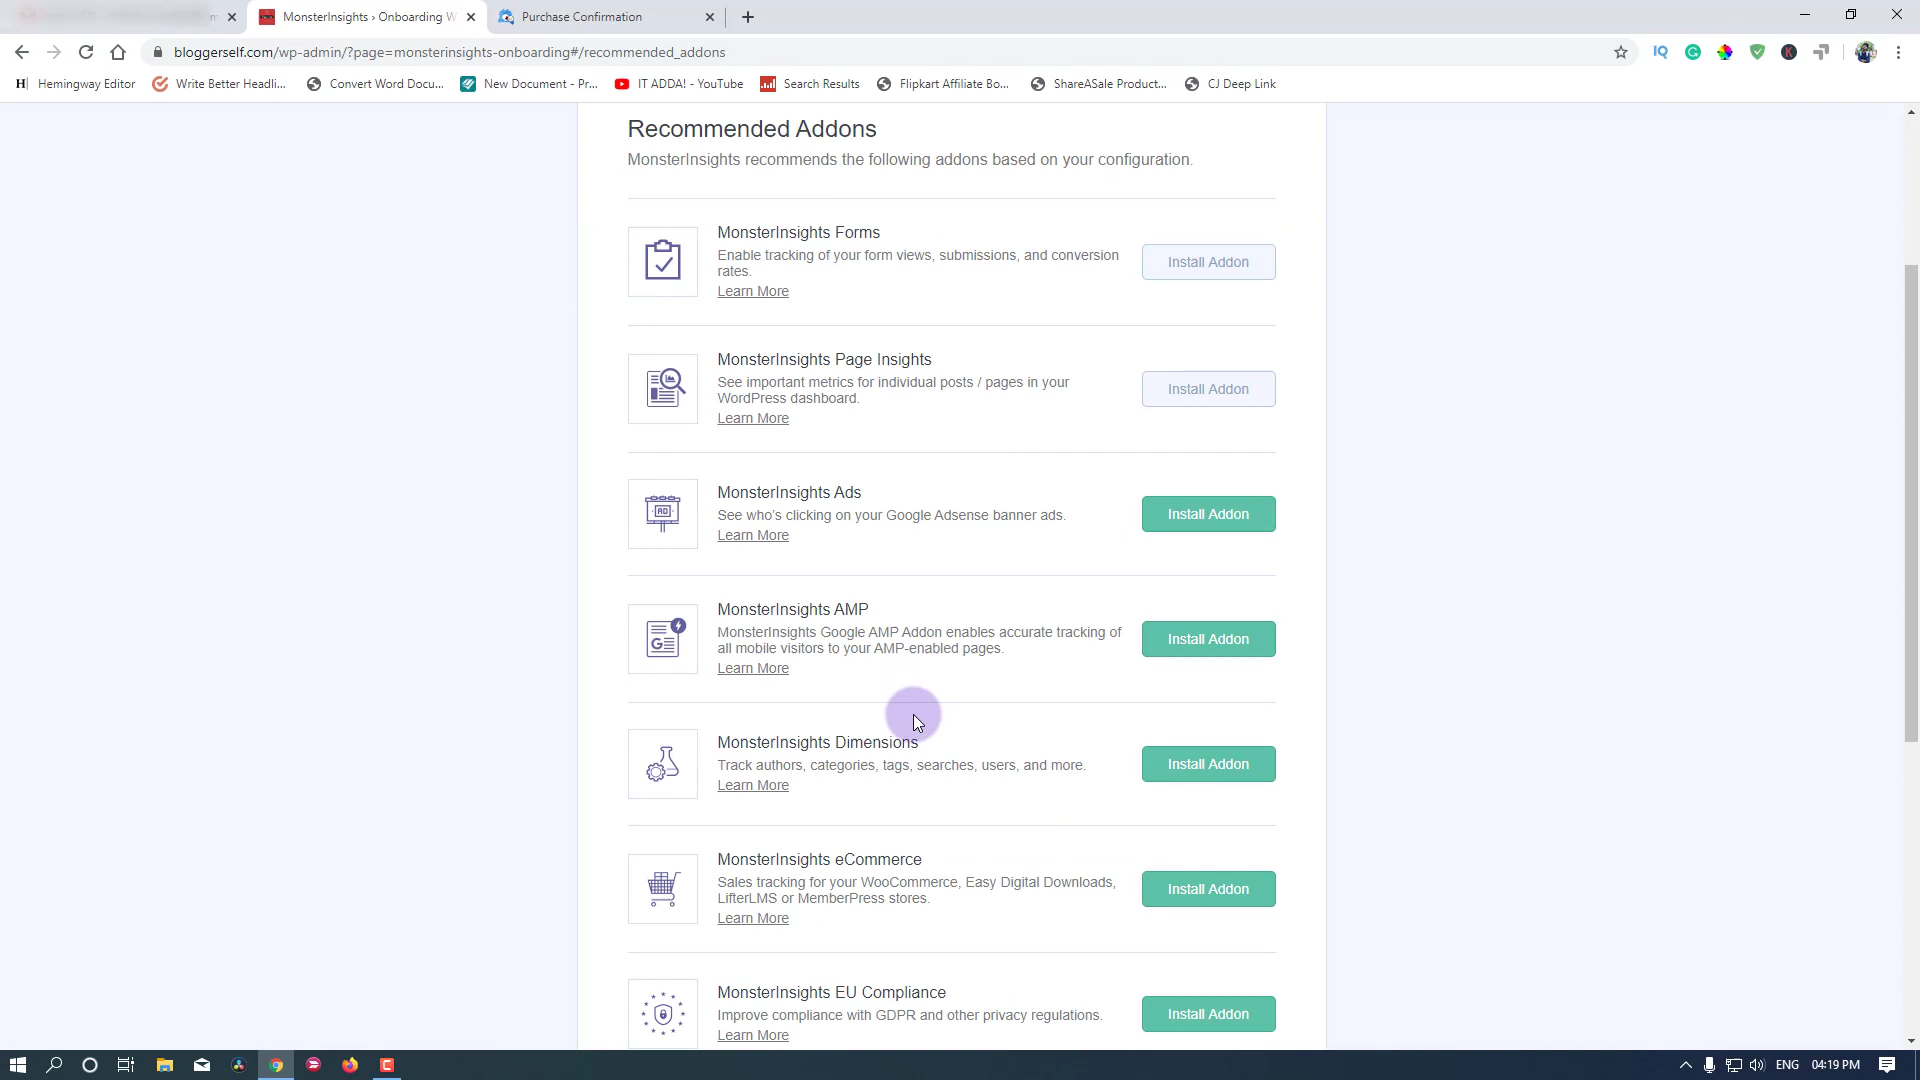 MonsterInsights › Onboarding W
Purchase Confirmation
bloggerself.com/wp-admin/?page=monsterinsights-onboarding#/recommended_addons
IQ
Hemingway Editor
Write Better Headli...
Convert Word Docu...
New Document - Pr...
IT ADDA! - YouTube
Search Results
Flipkart Affiliate Bo...
ShareASale Product...
CJ Deep Link
Recommended Addons
MonsterInsights recommends the following addons based on your configuration.
MonsterInsights Forms
Enable tracking of your form views, submissions, and conversion
rates.
Learn More
Install Addon
MonsterInsights Page Insights
See important metrics for individual posts / pages in your
WordPress dashboard.
Learn More
Install Addon
AD
MonsterInsights Ads
See who's clicking on your Google Adsense banner ads.
Learn More
Install Addon
G
MonsterInsights AMP
MonsterInsights Google AMP Addon enables accurate tracking of
all mobile visitors to your AMP-enabled pages.
Learn More
Install Addon
MonsterInsights Dimensions
Track authors, categories, tags, searches, users, and more.
Learn More
Install Addon
MonsterInsights eCommerce
Sales tracking for your WooCommerce, Easy Digital Downloads,
LifterLMS or MemberPress stores.
Learn More
Install Addon
MonsterInsights EU Compliance
Improve compliance with GDPR and other privacy regulations.
Learn More
Install Addon
ENG
04:19 PM